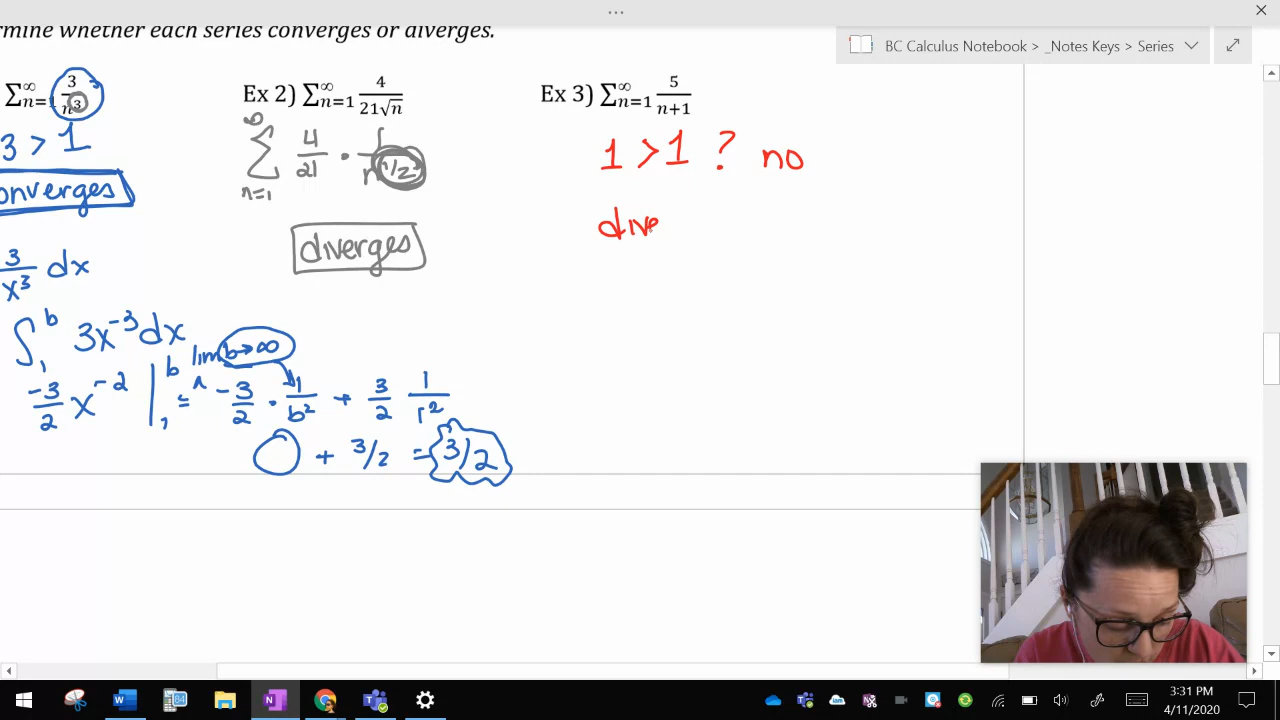 rmine whether each series converges or diverges.
BC Calculus Notebook > _Notes Keys > Series
∑∞n=1 3/n3
3 > 1
onverges
3/x³ dx
∫₁ᵇ 3x⁻³ dx
-3/2 x⁻² |₁ᵇ = lim b→∞ -3/2 · 1/b² + 3/2 1/1²
0 + 3/2 = 3/2
Ex 2) ∑∞n=1 4/21√n
∞ ∑ n=1 4/21 · 1/n^1/2
diverges
Ex 3) ∑∞n=1 5/n+1
1 > 1 ? no
dive
3:31 PM
4/11/2020